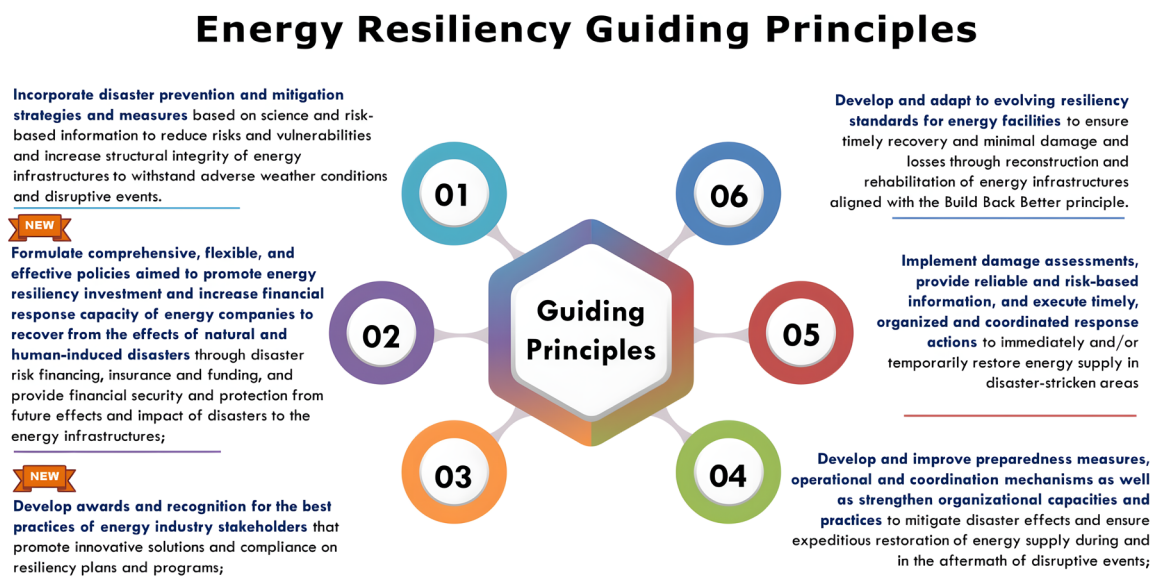 Energy Resiliency Guiding Principles
Incorporate disaster prevention and mitigation
strategies and measures based on science and risk-
based information to reduce risks and vulnerabilities
and increase structural integrity of energy
infrastructures to withstand adverse weather conditions
and disruptive events.
01
NEW
Formulate comprehensive, flexible, and
effective policies aimed to promote energy
resiliency investment and increase financial
response capacity of energy companies to
recover from the effects of natural and
human-induced disasters through disaster
risk financing, insurance and funding, and
provide financial security and protection from
future effects and impact of disasters to the
energy infrastructures;
02
NEW
Develop awards and recognition for the best
practices of energy industry stakeholders that
promote innovative solutions and compliance on
resiliency plans and programs;
03
Guiding
Principles
06
Develop and adapt to evolving resiliency
standards for energy facilities to ensure
timely recovery and minimal damage and
losses through reconstruction and
rehabilitation of energy infrastructures
aligned with the Build Back Better principle.
05
Implement damage assessments,
provide reliable and risk-based
information, and execute timely,
organized and coordinated response
actions to immediately and/or
temporarily restore energy supply in
disaster-stricken areas
04
Develop and improve preparedness measures,
operational and coordination mechanisms as well
as strengthen organizational capacities and
practices to mitigate disaster effects and ensure
expeditious restoration of energy supply during and
in the aftermath of disruptive events;